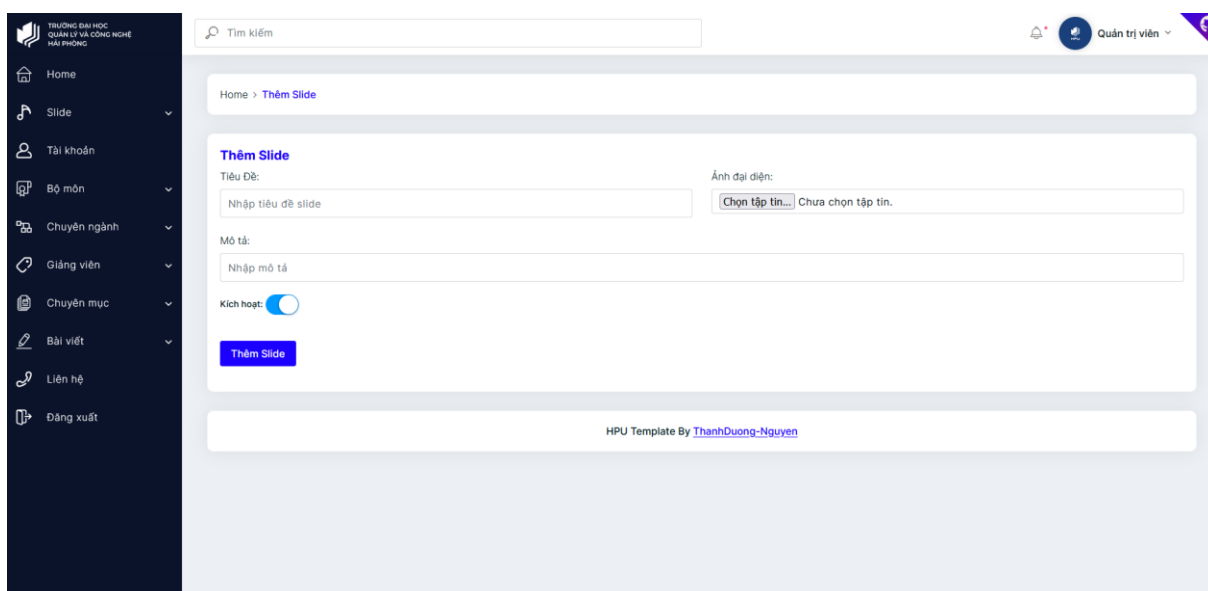 TRƯỜNG ĐẠI HỌC
QUẢN LÝ VÀ CÔNG NGHỆ
HẢI PHÒNG
Tìm kiếm
Quản trị viên
Home
Slide
Tài khoản
Bộ môn
Chuyên ngành
Giảng viên
Chuyên mục
Bài viết
Liên hệ
Đăng xuất
Home > Thêm Slide
Thêm Slide
Tiêu Đề:
Ảnh đại diện:
Nhập tiêu đề slide
Chọn tập tin... Chưa chọn tập tin.
Mô tả:
Nhập mô tả
Kích hoạt:
Thêm Slide
HPU Template By ThanhDuong-Nguyen